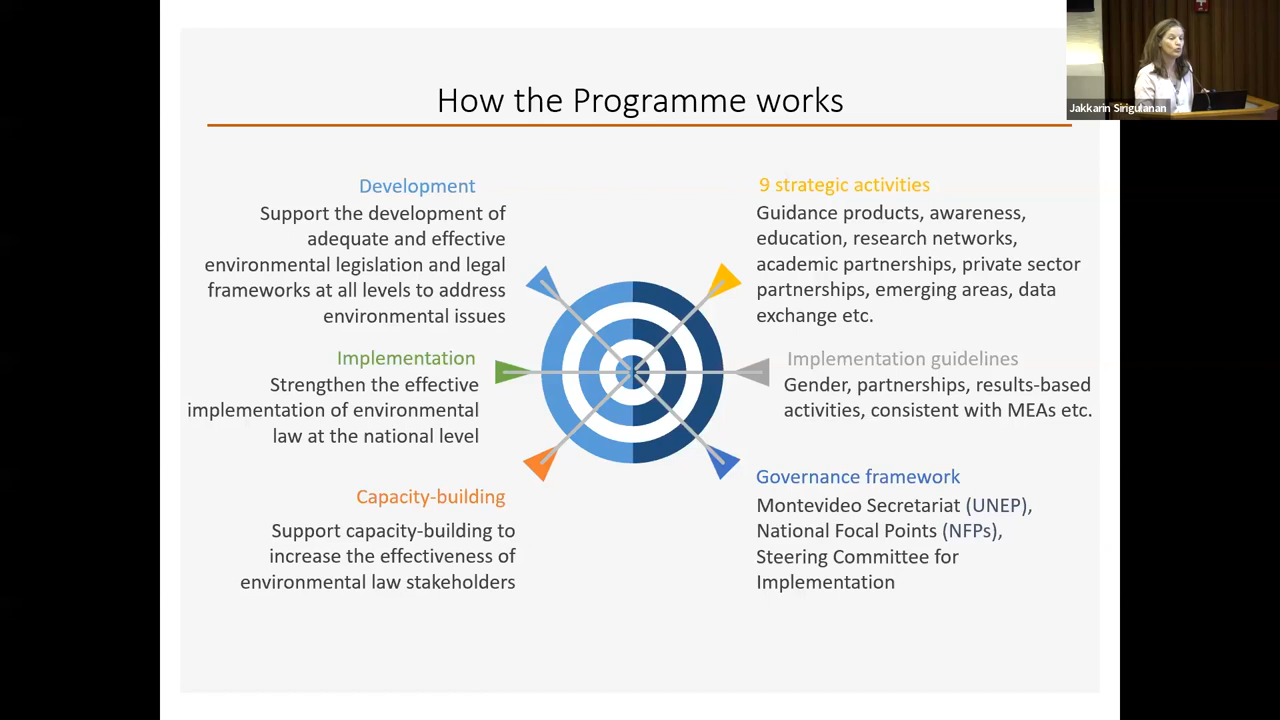 How the Programme works
Jakkarin Sirigulanan
Development
Support the development of
adequate and effective
environmental legislation and legal
frameworks at all levels to address
environmental issues
Implementation
Strengthen the effective
implementation of environmental
law at the national level
Capacity-building
Support capacity-building to
increase the effectiveness of
environmental law stakeholders
9 strategic activities
Guidance products, awareness,
education, research networks,
academic partnerships, private sector
partnerships, emerging areas, data
exchange etc.
Implementation guidelines
Gender, partnerships, results-based
activities, consistent with MEAs etc.
Governance framework
Montevideo Secretariat (UNEP),
National Focal Points (NFPs),
Steering Committee for
Implementation